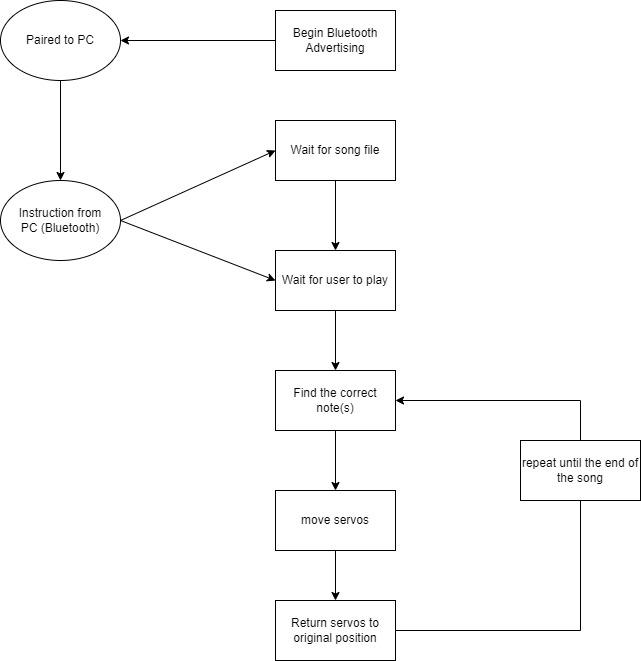 Paired to PC
Begin Bluetooth
Advertising
Wait for song file
Instruction from
PC (Bluetooth)
Wait for user to play
Find the correct
note(s)
repeat until the end of
the song
move servos
Return servos to
original position